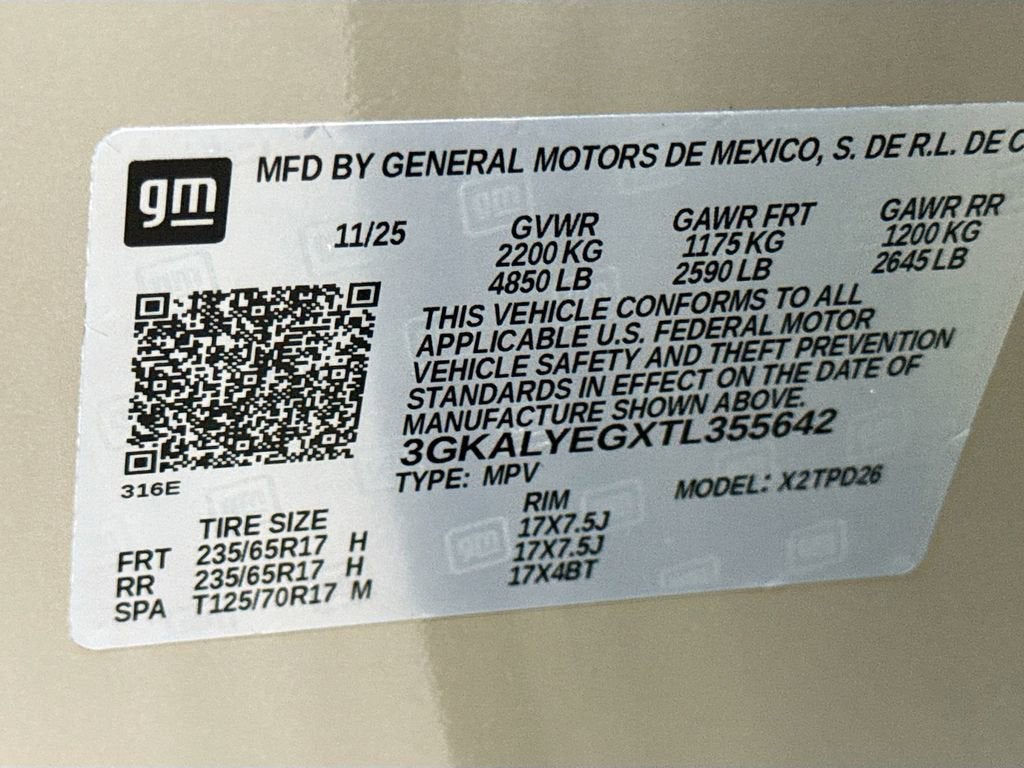 gm
MFD BY GENERAL MOTORS DE MEXICO, S. DE R.L. DE C
11/25 GVWR GAWR FRT GAWR RR
2200 KG 1175 KG 1200 KG
4850 LB 2590 LB 2645 LB
THIS VEHICLE CONFORMS TO ALL
APPLICABLE U.S. FEDERAL MOTOR
VEHICLE SAFETY AND THEFT PREVENTION
STANDARDS IN EFFECT ON THE DATE OF
MANUFACTURE SHOWN ABOVE.
3GKALYEGXTL355642
316E
TYPE: MPV MODEL: X2TPD26
TIRE SIZE RIM
FRT 235/65R17 H 17X7.5J
RR 235/65R17 H 17X7.5J
SPA T125/70R17 M 17X4BT